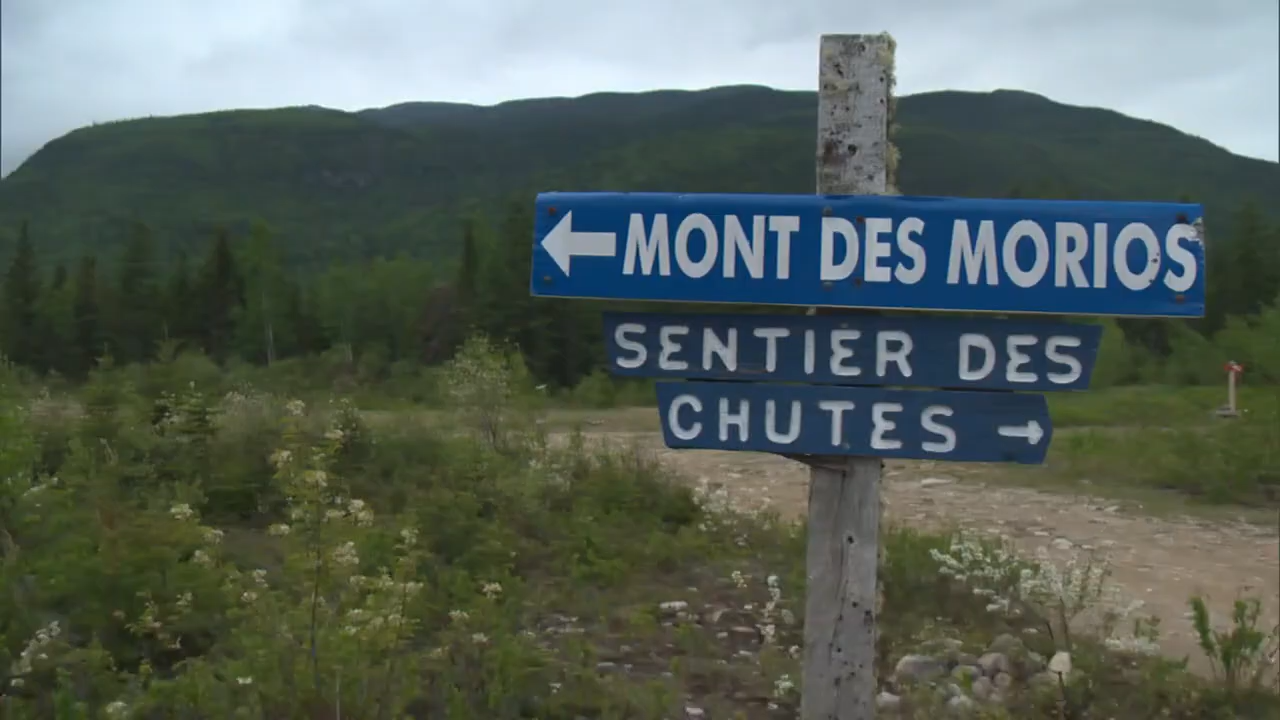 ← MONT DES MORIOS
SENTIER DES
CHUTES →